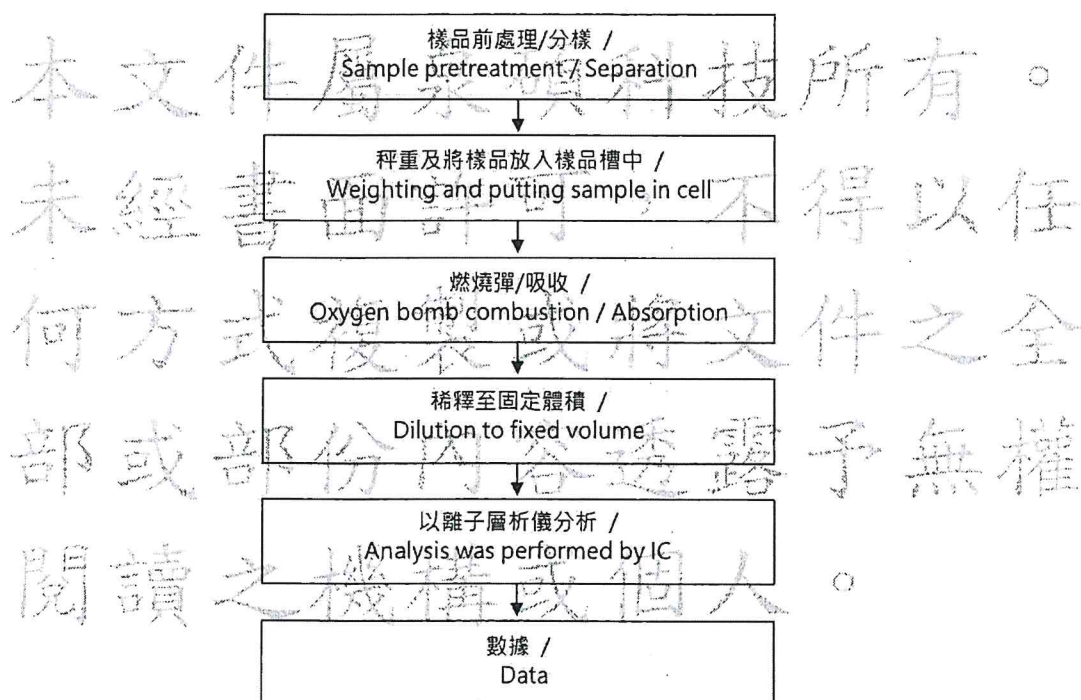 樣品前處理/分樣 /
Sample pretreatment / Separation
秤重及將樣品放入樣品槽中 /
Weighting and putting sample in cell
燃燒彈/吸收 /
Oxygen bomb combustion / Absorption
稀釋至固定體積 /
Dilution to fixed volume
以離子層析儀分析 /
Analysis was performed by IC
數據 /
Data
本文件屬科技所有。
未經書面許可，不得以任
何方式複製或將文件之全
部或部份內容透露予無權
閱讀之機構或個人。